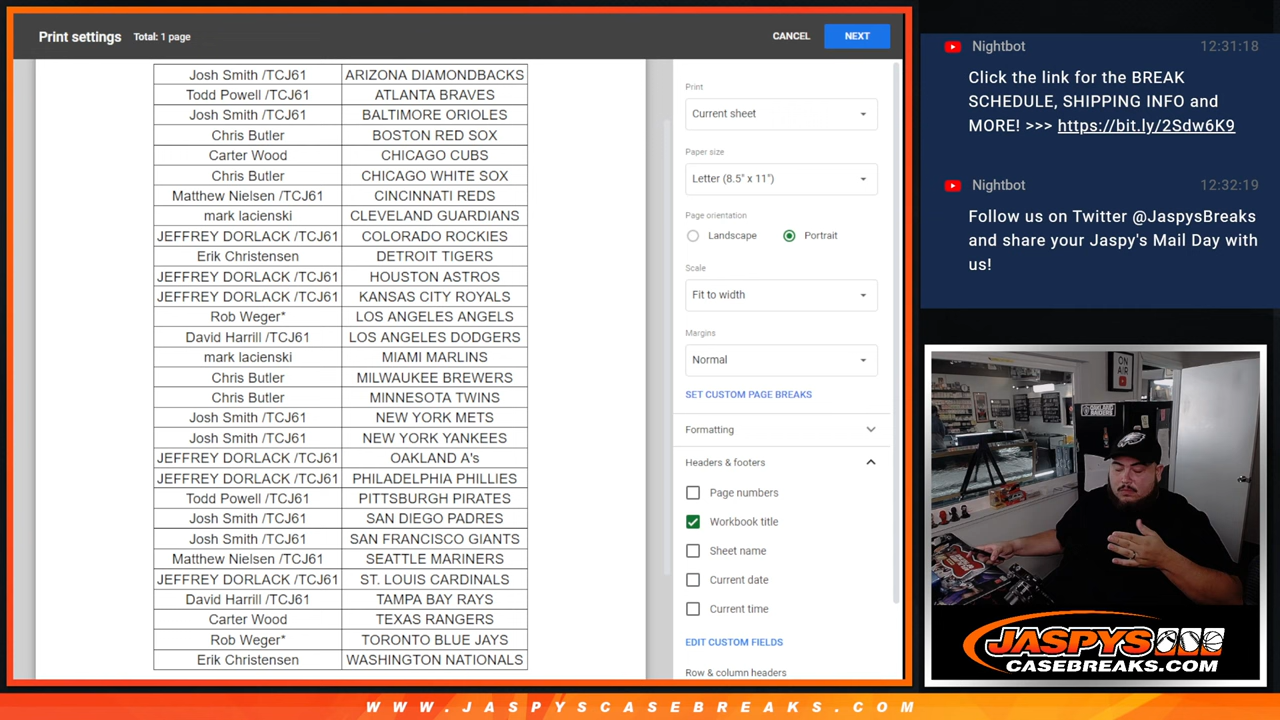 Print settings Total: 1 page
CANCEL NEXT
Josh Smith /TCJ61 ARIZONA DIAMONDBACKS
Todd Powell /TCJ61 ATLANTA BRAVES
Josh Smith /TCJ61 BALTIMORE ORIOLES
Chris Butler BOSTON RED SOX
Carter Wood CHICAGO CUBS
Chris Butler CHICAGO WHITE SOX
Matthew Nielsen /TCJ61 CINCINNATI REDS
mark lacienski CLEVELAND GUARDIANS
JEFFREY DORLACK /TCJ61 COLORADO ROCKIES
Erik Christensen DETROIT TIGERS
JEFFREY DORLACK /TCJ61 HOUSTON ASTROS
JEFFREY DORLACK /TCJ61 KANSAS CITY ROYALS
Rob Weger* LOS ANGELES ANGELS
David Harrill /TCJ61 LOS ANGELES DODGERS
mark lacienski MIAMI MARLINS
Chris Butler MILWAUKEE BREWERS
Chris Butler MINNESOTA TWINS
Josh Smith /TCJ61 NEW YORK METS
Josh Smith /TCJ61 NEW YORK YANKEES
JEFFREY DORLACK /TCJ61 OAKLAND A's
JEFFREY DORLACK /TCJ61 PHILADELPHIA PHILLIES
Todd Powell /TCJ61 PITTSBURGH PIRATES
Josh Smith /TCJ61 SAN DIEGO PADRES
Josh Smith /TCJ61 SAN FRANCISCO GIANTS
Matthew Nielsen /TCJ61 SEATTLE MARINERS
JEFFREY DORLACK /TCJ61 ST. LOUIS CARDINALS
David Harrill /TCJ61 TAMPA BAY RAYS
Carter Wood TEXAS RANGERS
Rob Weger* TORONTO BLUE JAYS
Erik Christensen WASHINGTON NATIONALS
Print
Current sheet
Paper size
Letter (8.5" x 11")
Page orientation
Landscape Portrait
Scale
Fit to width
Margins
Normal
SET CUSTOM PAGE BREAKS
Formatting
Headers & footers
Page numbers
Workbook title
Sheet name
Current date
Current time
EDIT CUSTOM FIELDS
Row & column headers
Nightbot 12:31:18
Click the link for the BREAK
SCHEDULE, SHIPPING INFO and
MORE! >>> https://bit.ly/2Sdw6K9
Nightbot 12:32:19
Follow us on Twitter @JaspysBreaks
and share your Jaspy's Mail Day with
us!
ON
AIR
JASPYS
CASEBREAKS.COM
WWW.JASPYSCASEBREAKS.COM